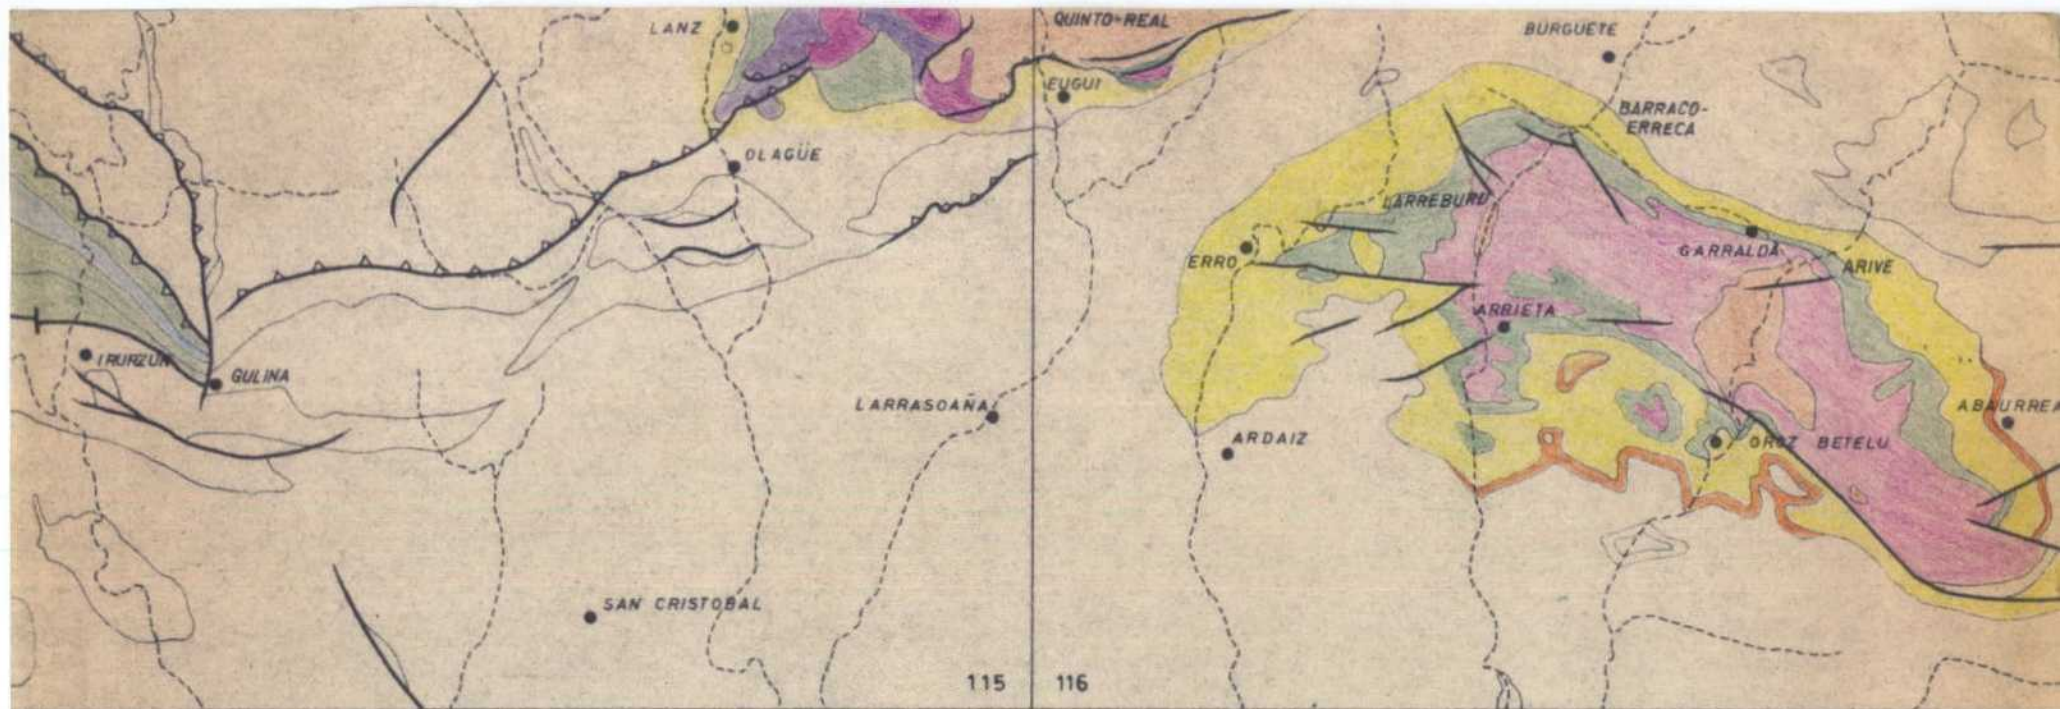 LANZ
QUINTO-REAL
BURGUETE
EUGUI
BARRACO-
ERRECA
OLAGÜE
LARREBURU
ERRO
GARRALDA
ARIVE
ARRIETA
IRURZUN
GULINA
LARRASOAÑA
ABAURREA
ARDAIZ
OROZ BETELU
SAN CRISTOBAL
115 116